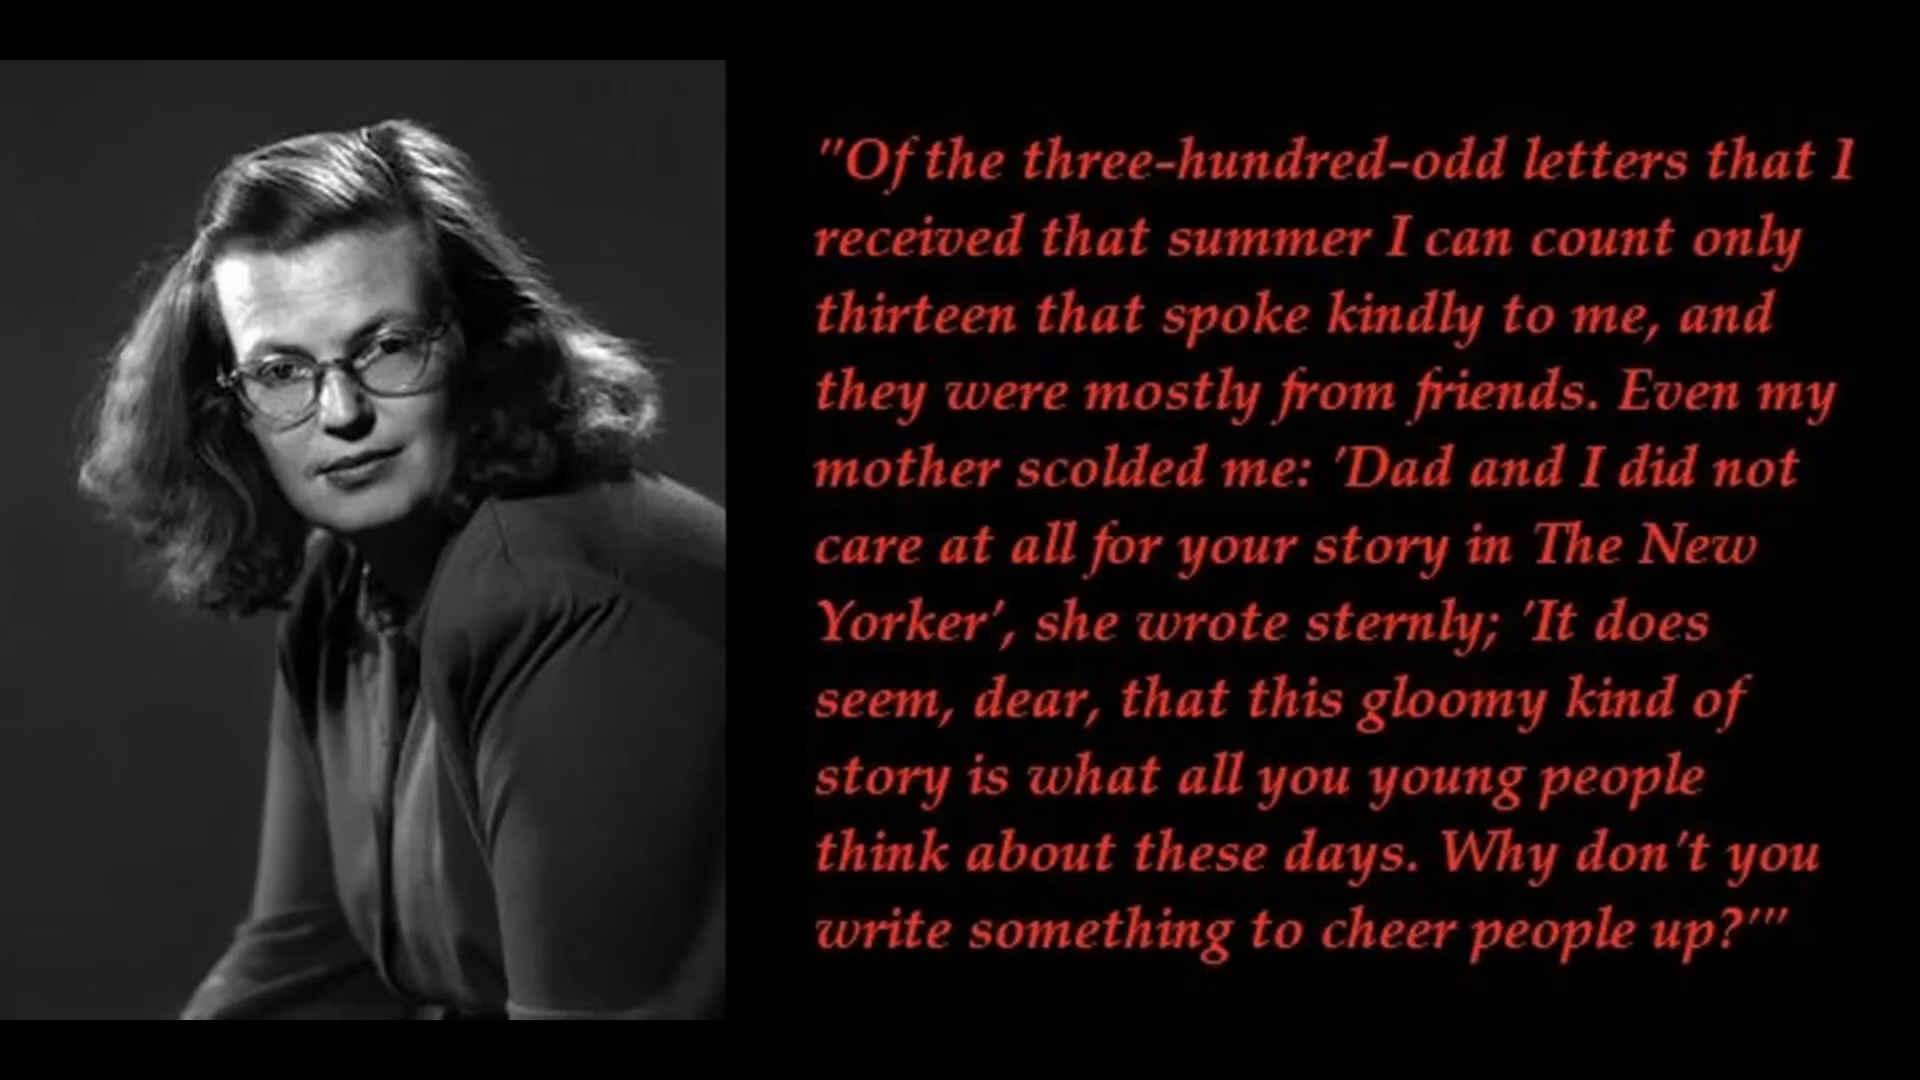 "Of the three-hundred-odd letters that I
received that summer I can count only
thirteen that spoke kindly to me, and
they were mostly from friends. Even my
mother scolded me: 'Dad and I did not
care at all for your story in The New
Yorker', she wrote sternly; 'It does
seem, dear, that this gloomy kind of
story is what all you young people
think about these days. Why don't you
write something to cheer people up?'"